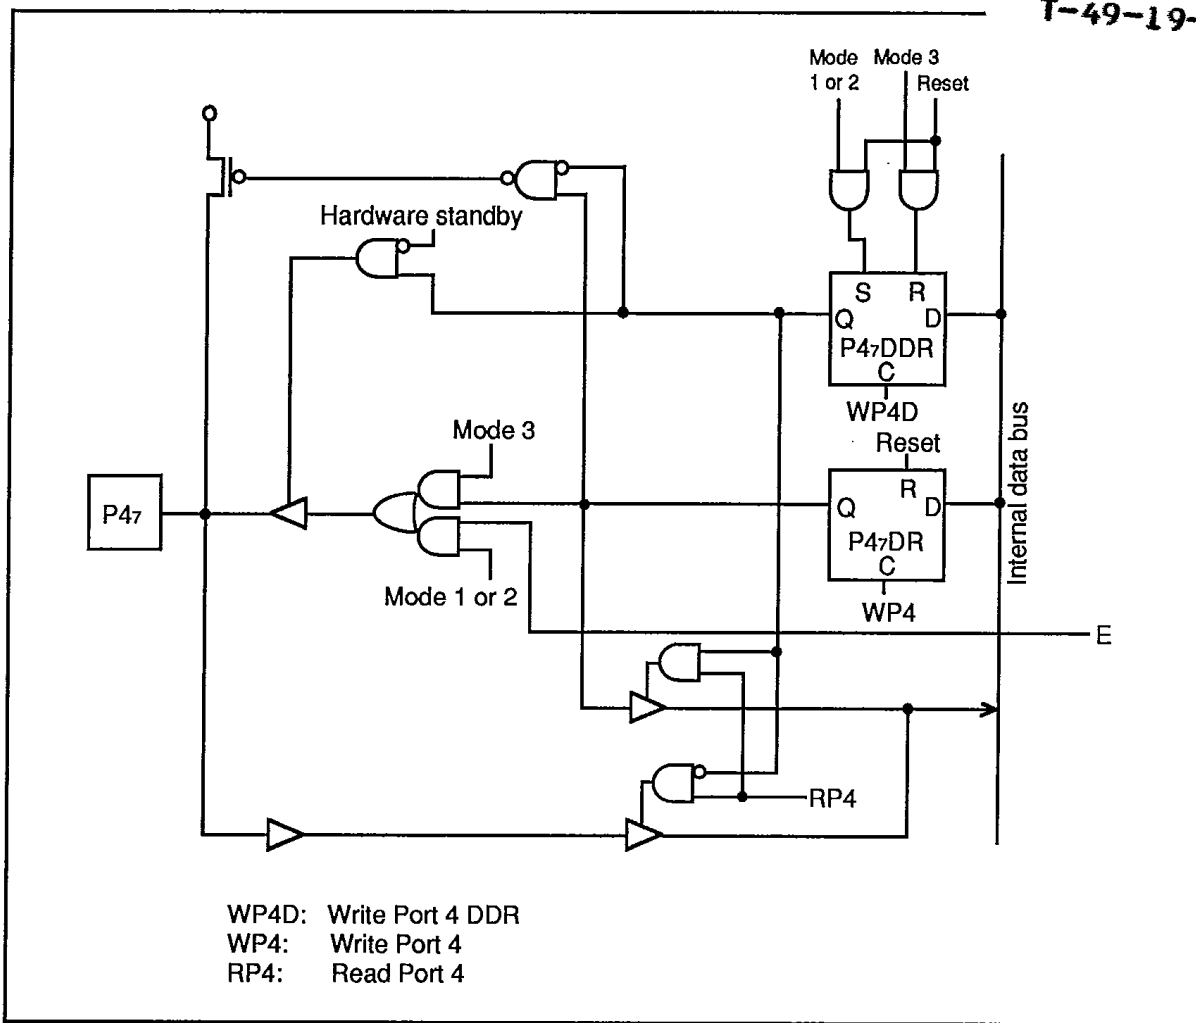 T-49-19-
Mode 1 or 2
Mode 3
Reset
Hardware standby
S R
Q D
P4₇DDR
C
WP4D
Reset
Mode 3
R
Q D
P4₇DR
C
WP4
Internal data bus
P4₇
Mode 1 or 2
E
RP4
WP4D: Write Port 4 DDR
WP4: Write Port 4
RP4: Read Port 4